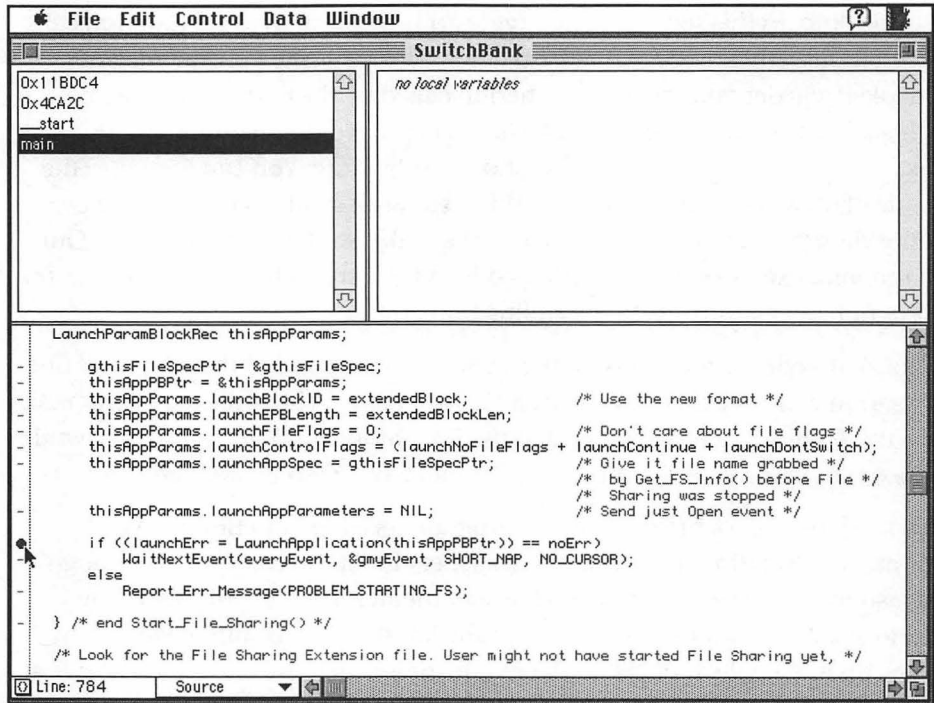 File Edit Control Data Window
SwitchBank
0x11BDC4
0x4CA2C
__start
main
no local variables
LaunchParamBlockRec thisAppParams;
gthisFileSpecPtr = &gthisFileSpec;
thisAppPBPtr = &thisAppParams;
thisAppParams.launchBlockID = extendedBlock; /* Use the new format */
thisAppParams.launchEPBLength = extendedBlockLen;
thisAppParams.launchFileFlags = 0; /* Don't care about file flags */
thisAppParams.launchControlFlags = (launchNoFileFlags + launchContinue + launchDontSwitch);
thisAppParams.launchAppSpec = gthisFileSpecPtr; /* Give it file name grabbed */
/* by Get_FS_Info() before File */
/* Sharing was stopped */
thisAppParams.launchAppParameters = NIL; /* Send just Open event */
if ((launchErr = LaunchApplication(thisAppPBPtr)) == noErr)
WaitNextEvent(everyEvent, &gmyEvent, SHORT_NAP, NO_CURSOR);
else
Report_Err_Message(PROBLEM_STARTING_FS);
} /* end Start_File_Sharing() */
/* Look for the File Sharing Extension file. User might not have started File Sharing yet, */
Line: 784 Source